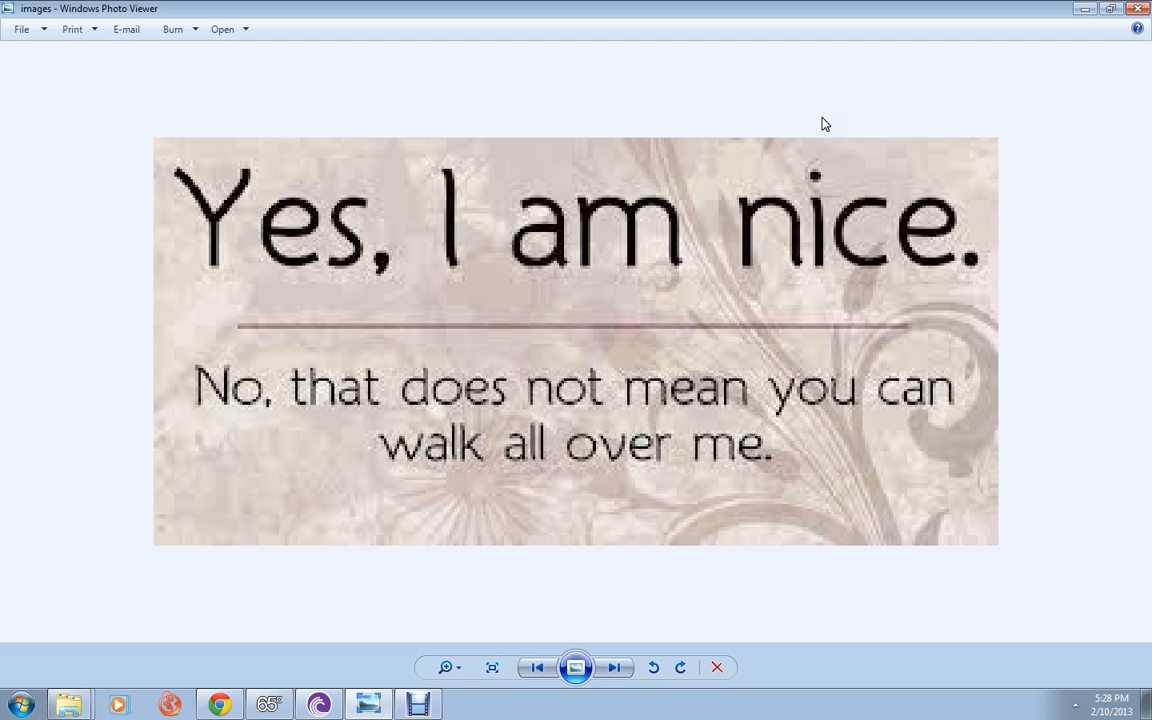 images - Windows Photo Viewer
File Print E-mail Burn Open
Yes, I am nice.
No, that does not mean you can
walk all over me.
65°
5:28 PM
2/10/2013